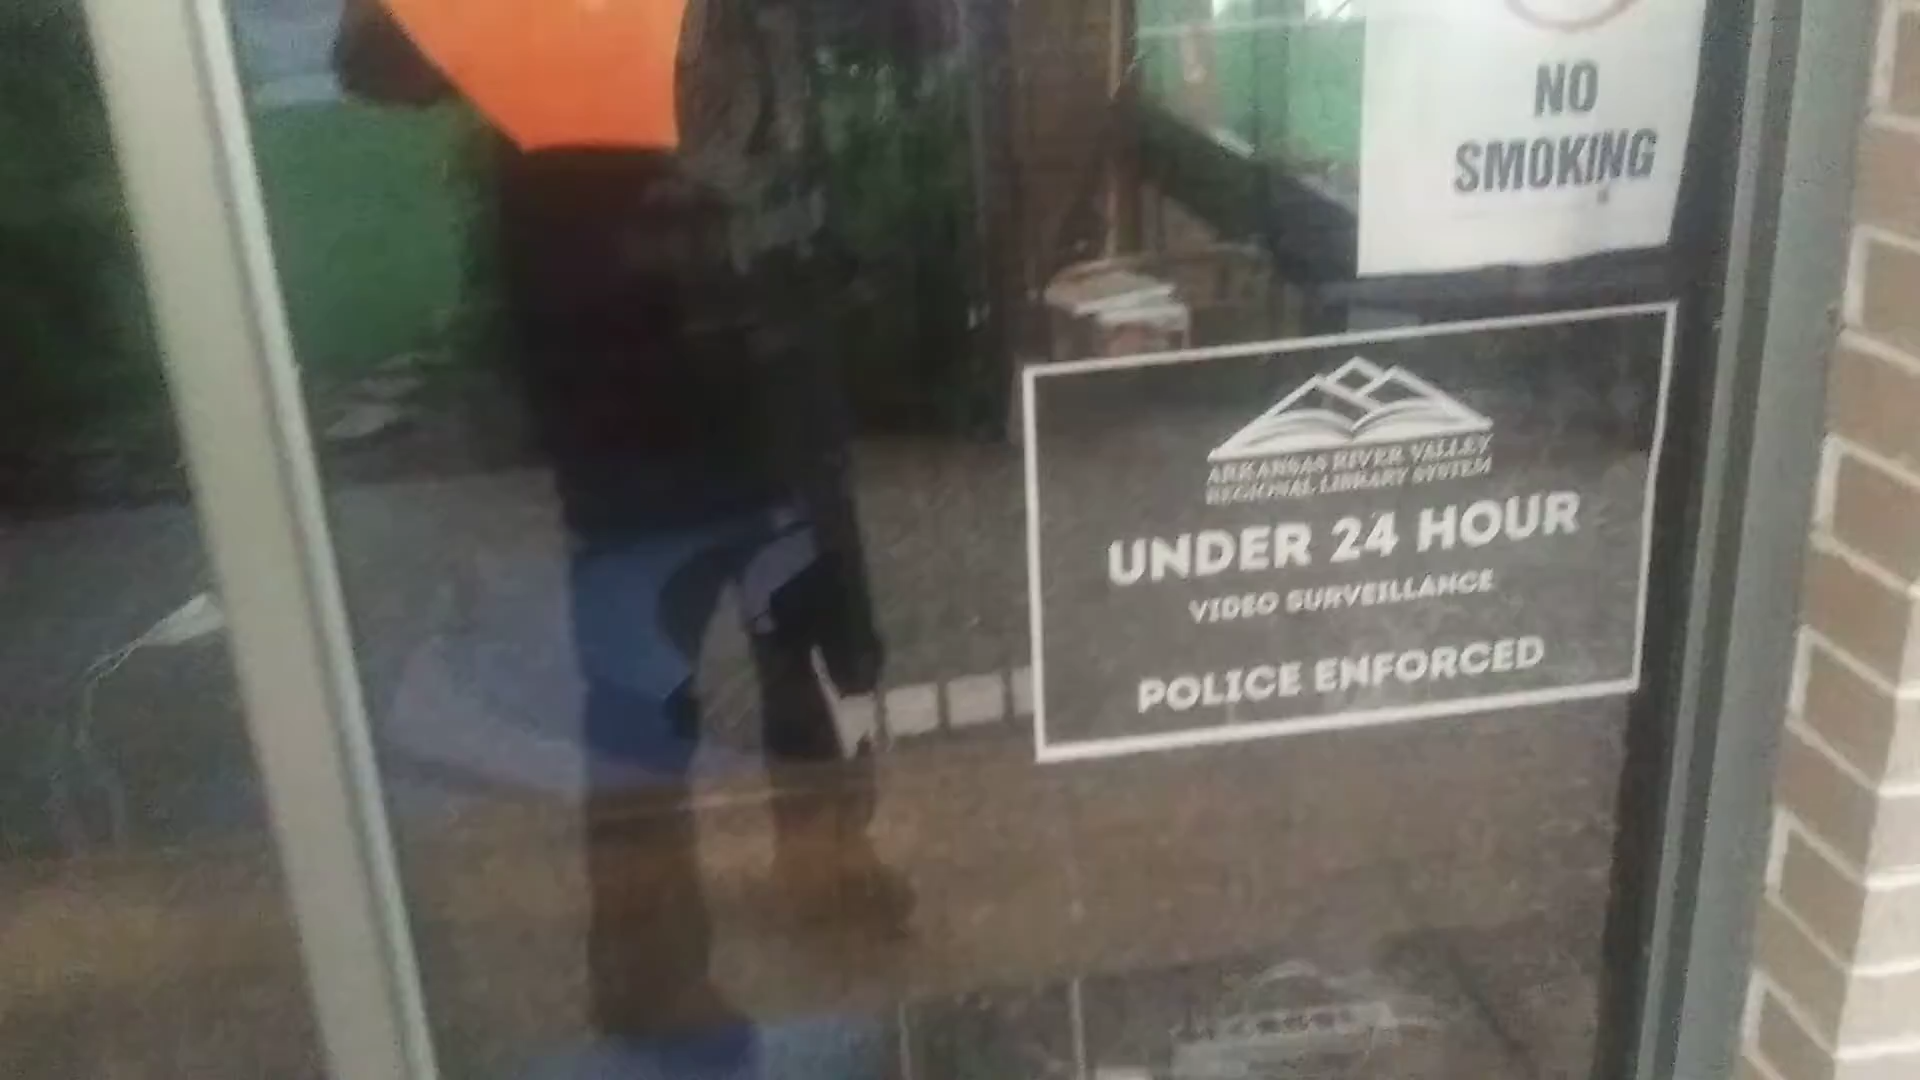 NO
SMOKING
ARKANSAS RIVER VALLEY
REGIONAL LIBRARY SYSTEM
UNDER 24 HOUR
VIDEO SURVEILLANCE
POLICE ENFORCED